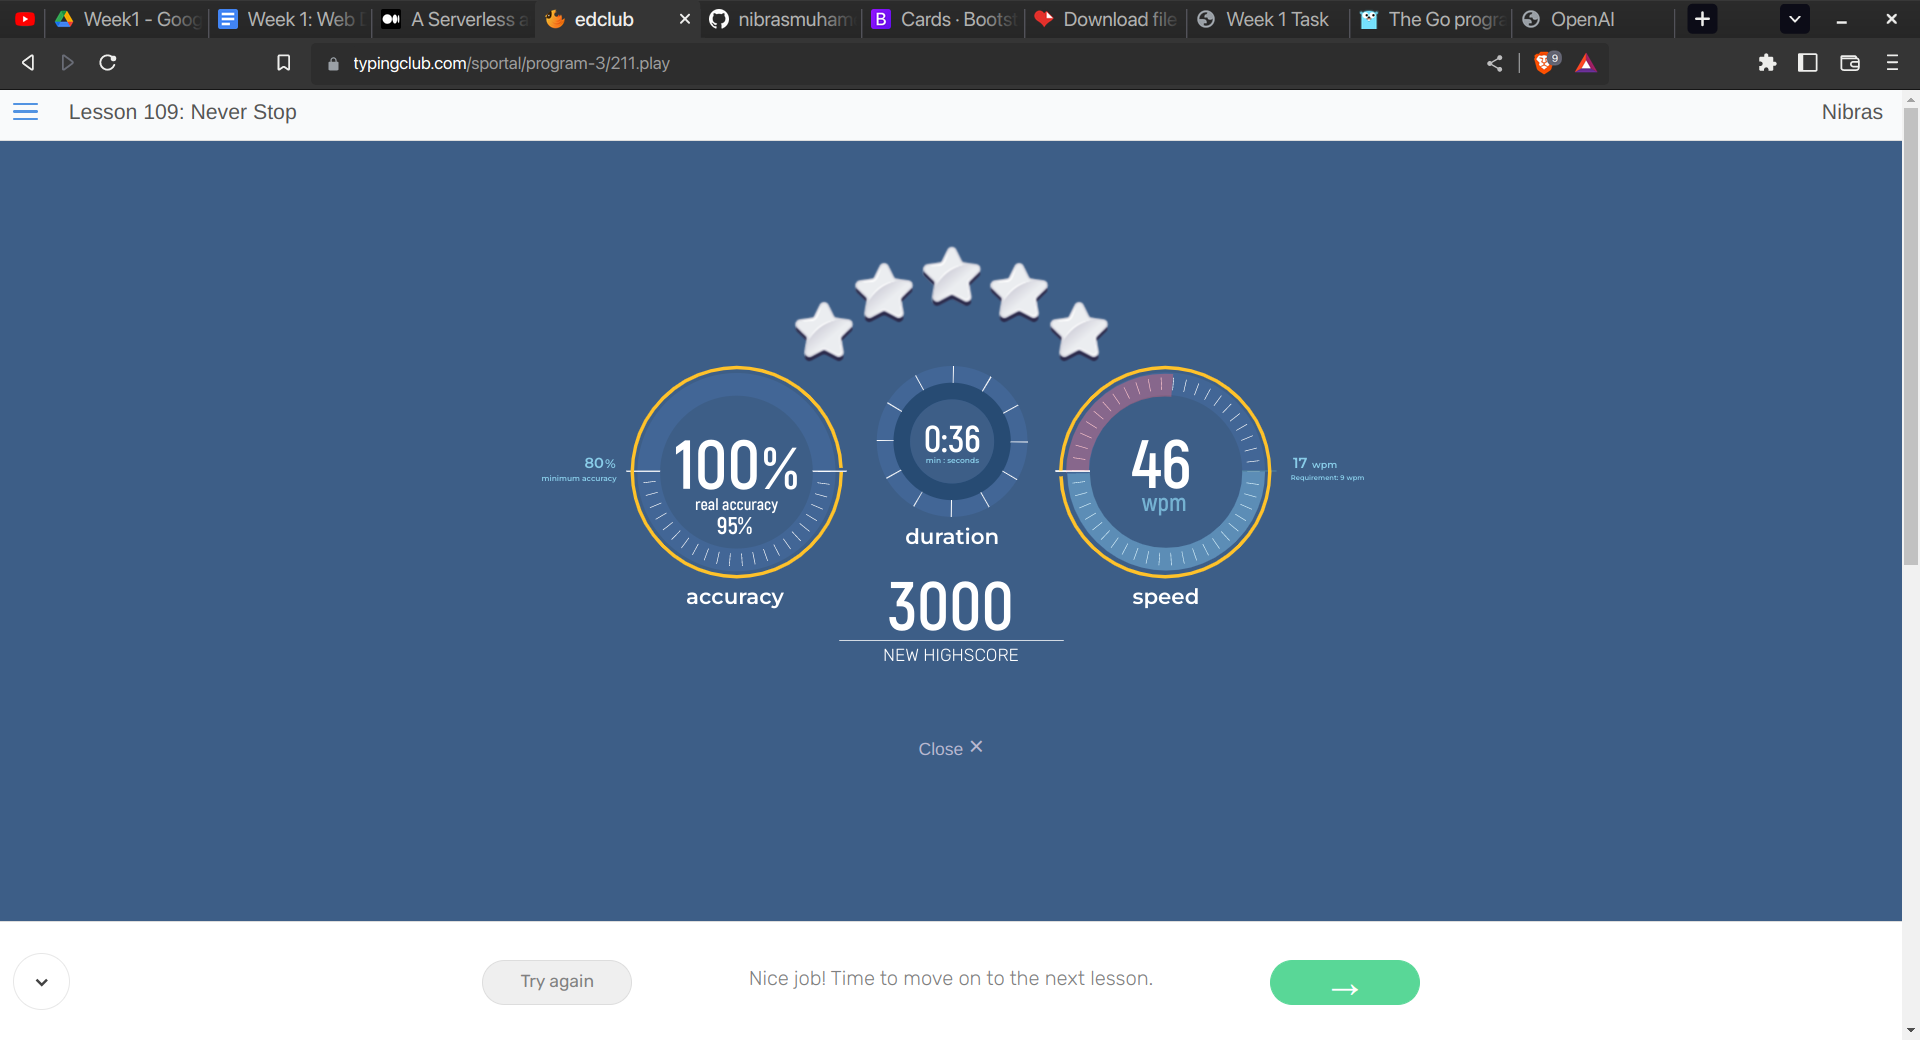 Week1 - Goog
Week 1: Web D
A Serverless a
edclub
nibrasmuham
B
Cards · Bootst
Download file
Week 1 Task
The Go progra
OpenAI
typingclub.com/sportal/program-3/211.play
9
Lesson 109: Never Stop
Nibras
80%
minimum accuracy
100%
real accuracy
95%
accuracy
0:36
min : seconds
duration
46
wpm
speed
17 wpm
Requirement: 9 wpm
3000
NEW HIGHSCORE
Close ×
Try again
Nice job! Time to move on to the next lesson.
→